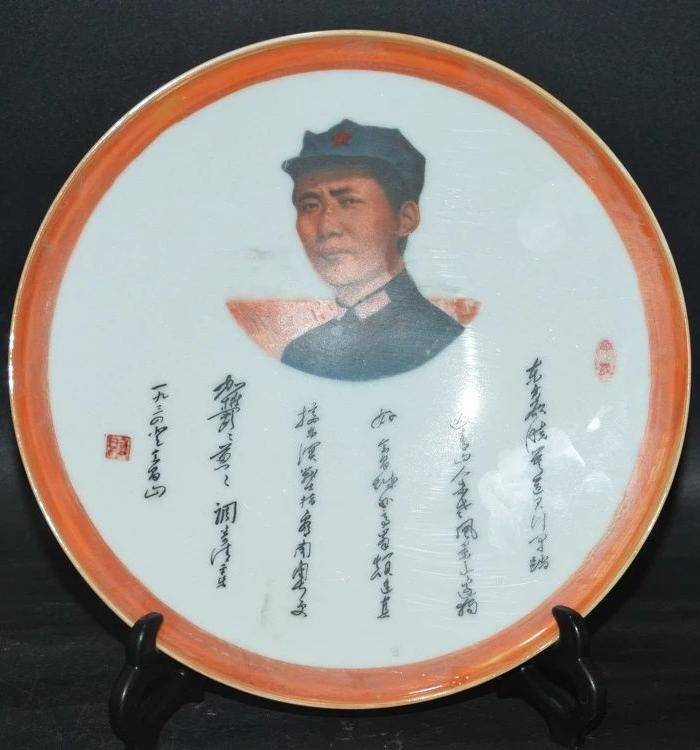 东方欲晓莫道君行早踏
遍青山人未老风景这边独
好会昌城外高峰颠连直
接东溟战士指看南粤更
加郁々葱々 调寄清平乐
一九三四
山